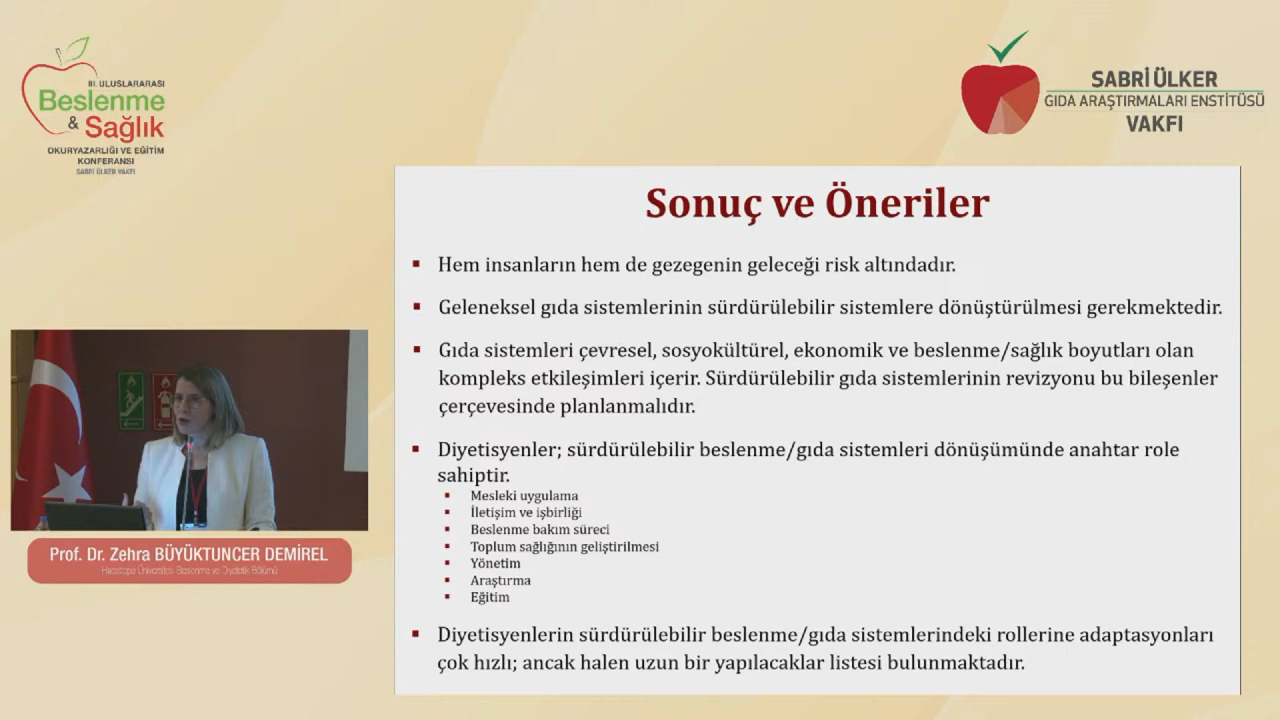 III. ULUSLARARASI
Beslenme
& Sağlık
OKURYAZARLIĞI VE EĞİTİM
KONFERANSI
SABRİ ÜLKER VAKFI
SABRİ ÜLKER
GIDA ARAŞTIRMALARI ENSTİTÜSÜ
VAKFI
Sonuç ve Öneriler
▪ Hem insanların hem de gezegenin geleceği risk altındadır.
▪ Geleneksel gıda sistemlerinin sürdürülebilir sistemlere dönüştürülmesi gerekmektedir.
▪ Gıda sistemleri çevresel, sosyokültürel, ekonomik ve beslenme/sağlık boyutları olan
kompleks etkileşimleri içerir. Sürdürülebilir gıda sistemlerinin revizyonu bu bileşenler
çerçevesinde planlanmalıdır.
▪ Diyetisyenler; sürdürülebilir beslenme/gıda sistemleri dönüşümünde anahtar role
sahiptir.
▪ Mesleki uygulama
▪ İletişim ve işbirliği
▪ Beslenme bakım süreci
▪ Toplum sağlığının geliştirilmesi
▪ Yönetim
▪ Araştırma
▪ Eğitim
▪ Diyetisyenlerin sürdürülebilir beslenme/gıda sistemlerindeki rollerine adaptasyonları
çok hızlı; ancak halen uzun bir yapılacaklar listesi bulunmaktadır.
Prof. Dr. Zehra BÜYÜKTUNCER DEMİREL
Hacettepe Üniversitesi Beslenme ve Diyetetik Bölümü